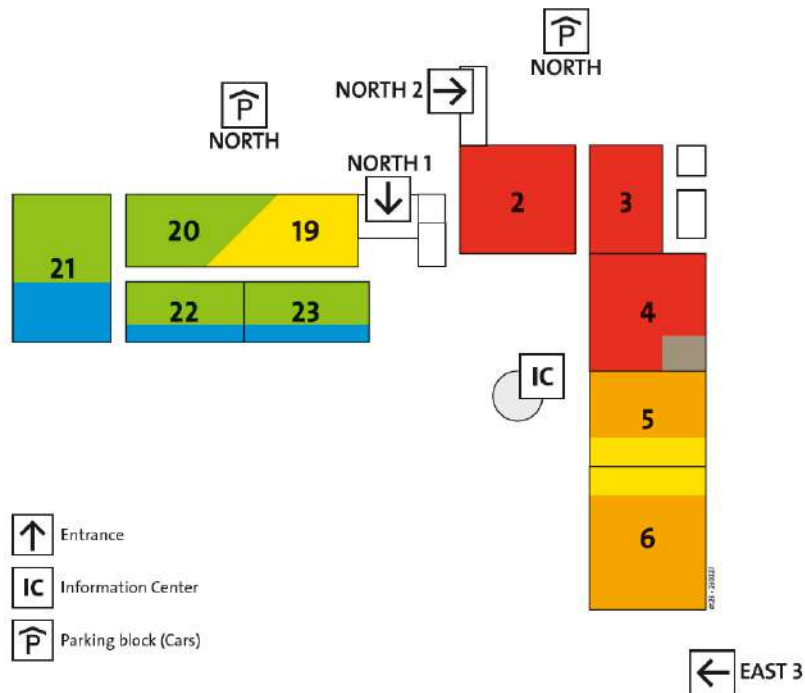 P
NORTH
NORTH 2
P
NORTH
NORTH 1
2
3
20
19
21
4
22
23
IC
5
6
Entrance
IC Information Center
P Parking block (Cars)
EAST 3